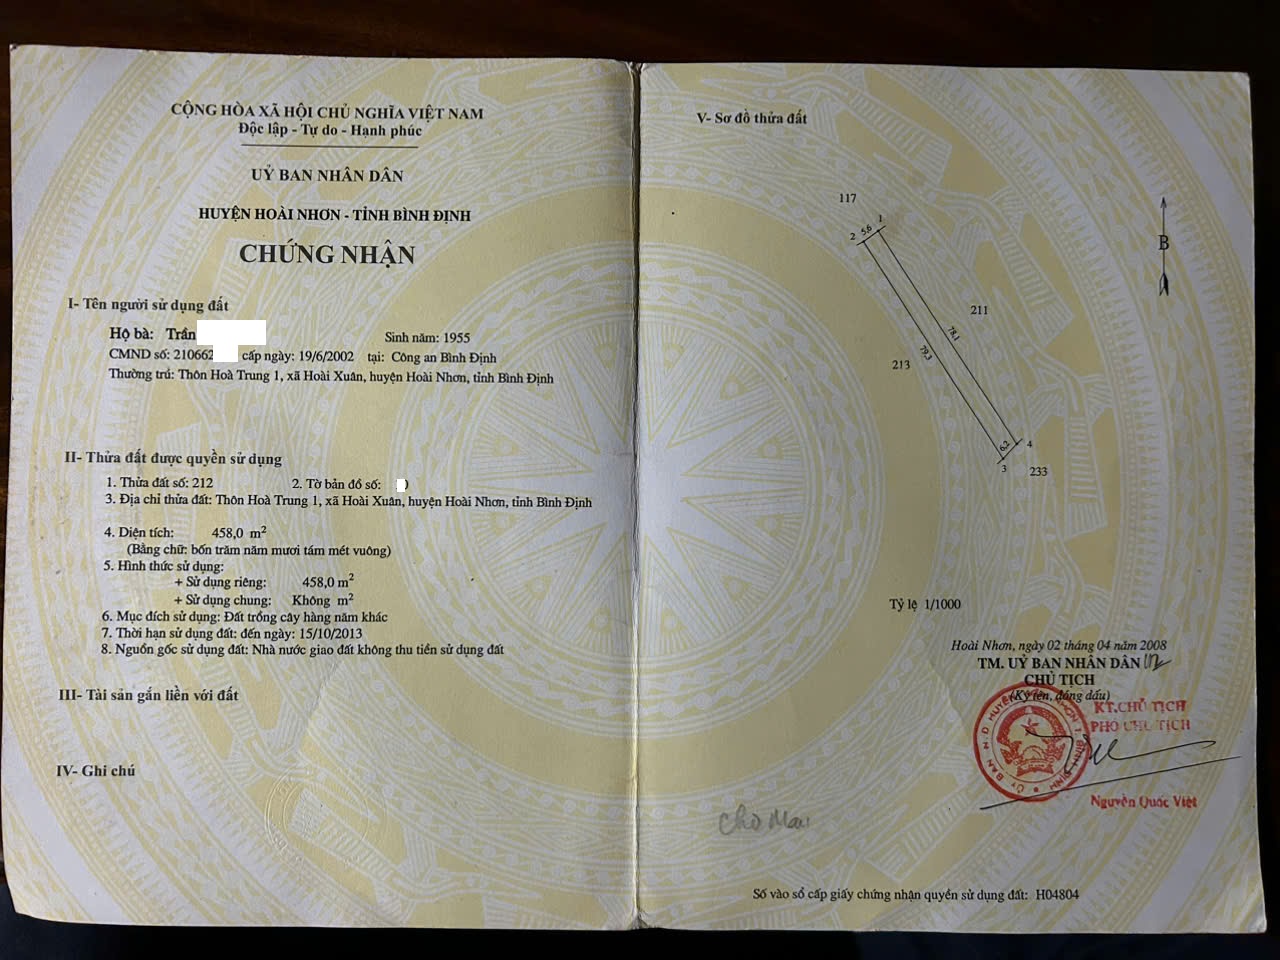 CỘNG HÒA XÃ HỘI CHỦ NGHĨA VIỆT NAM
Độc lập - Tự do - Hạnh phúc
UỶ BAN NHÂN DÂN
HUYỆN HOÀI NHƠN - TỈNH BÌNH ĐỊNH
CHỨNG NHẬN
I- Tên người sử dụng đất
Hộ bà: Trần
Sinh năm: 1955
CMND số: 210662 cấp ngày: 19/6/2002 tại: Công an Bình Định
Thường trú: Thôn Hoà Trung 1, xã Hoài Xuân, huyện Hoài Nhơn, tỉnh Bình Định
II- Thửa đất được quyền sử dụng
1. Thửa đất số: 212 2. Tờ bản đồ số:
3. Địa chỉ thửa đất: Thôn Hoà Trung 1, xã Hoài Xuân, huyện Hoài Nhơn, tỉnh Bình Định
4. Diện tích: 458,0 m²
(Bằng chữ: bốn trăm năm mươi tám mét vuông)
5. Hình thức sử dụng:
+ Sử dụng riêng: 458,0 m²
+ Sử dụng chung: Không m²
6. Mục đích sử dụng: Đất trồng cây hàng năm khác
7. Thời hạn sử dụng đất: đến ngày: 15/10/2013
8. Nguồn gốc sử dụng đất: Nhà nước giao đất không thu tiền sử dụng đất
III- Tài sản gắn liền với đất
IV- Ghi chú
V- Sơ đồ thửa đất
117
1
2 5,6
B
211
78,1
79,3
213
6,2 4
3
233
Tỷ lệ 1/1000
Hoài Nhơn, ngày 02 tháng 04 năm 2008
TM. UỶ BAN NHÂN DÂN
CHỦ TỊCH
(Ký tên, đóng dấu)
KT.CHỦ TỊCH
PHÓ CHỦ TỊCH
Nguyễn Quốc Việt
Số vào sổ cấp giấy chứng nhận quyền sử dụng đất: H04804